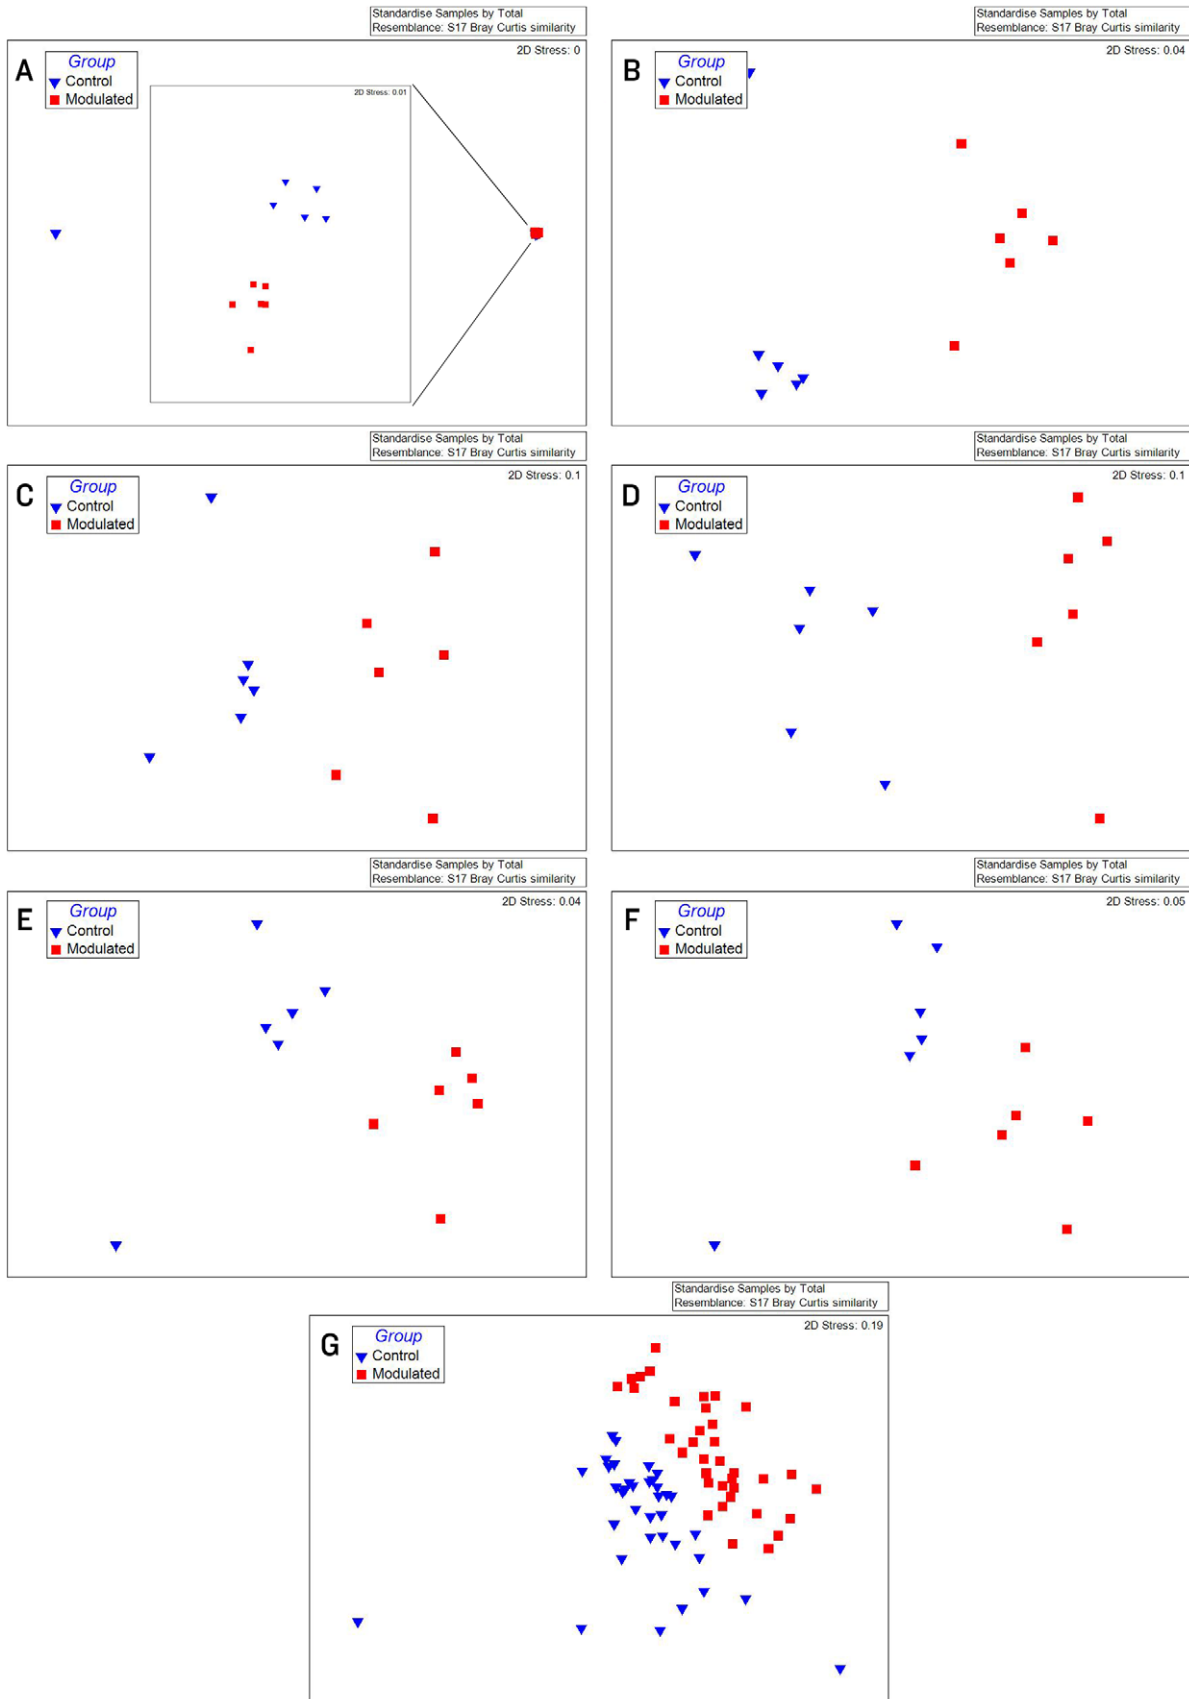 Standardise Samples by Total
Resemblance: S17 Bray Curtis similarity
A
Group
Control
Modulated
2D Stress: 0
2D Stress: 0.01
Standardise Samples by Total
Resemblance: S17 Bray Curtis similarity
B
Group
Control
Modulated
2D Stress: 0.04
Standardise Samples by Total
Resemblance: S17 Bray Curtis similarity
C
Group
Control
Modulated
2D Stress: 0.1
Standardise Samples by Total
Resemblance: S17 Bray Curtis similarity
D
Group
Control
Modulated
2D Stress: 0.1
Standardise Samples by Total
Resemblance: S17 Bray Curtis similarity
E
Group
Control
Modulated
2D Stress: 0.04
Standardise Samples by Total
Resemblance: S17 Bray Curtis similarity
F
Group
Control
Modulated
2D Stress: 0.05
Standardise Samples by Total
Resemblance: S17 Bray Curtis similarity
G
Group
Control
Modulated
2D Stress: 0.19